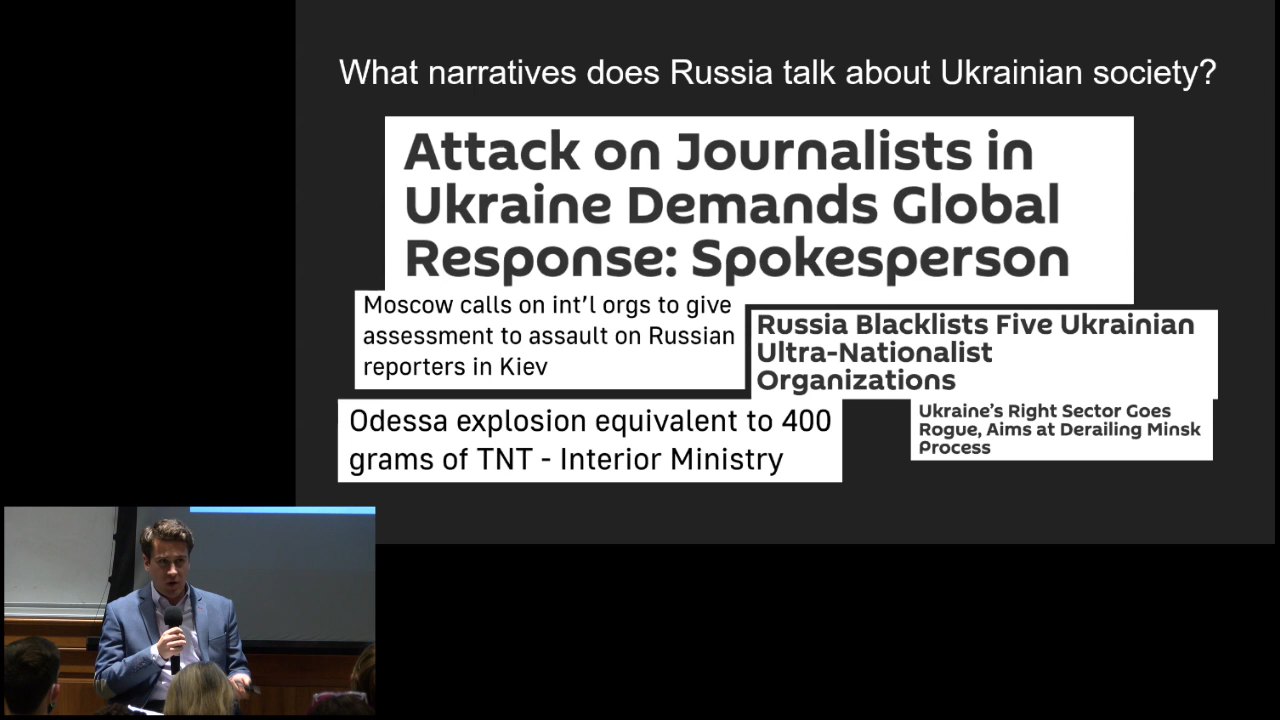 What narratives does Russia talk about Ukrainian society?
Attack on Journalists in
Ukraine Demands Global
Response: Spokesperson
Moscow calls on int'l orgs to give
assessment to assault on Russian
reporters in Kiev
Russia Blacklists Five Ukrainian
Ultra-Nationalist
Organizations
Odessa explosion equivalent to 400
grams of TNT - Interior Ministry
Ukraine's Right Sector Goes
Rogue, Aims at Derailing Minsk
Process